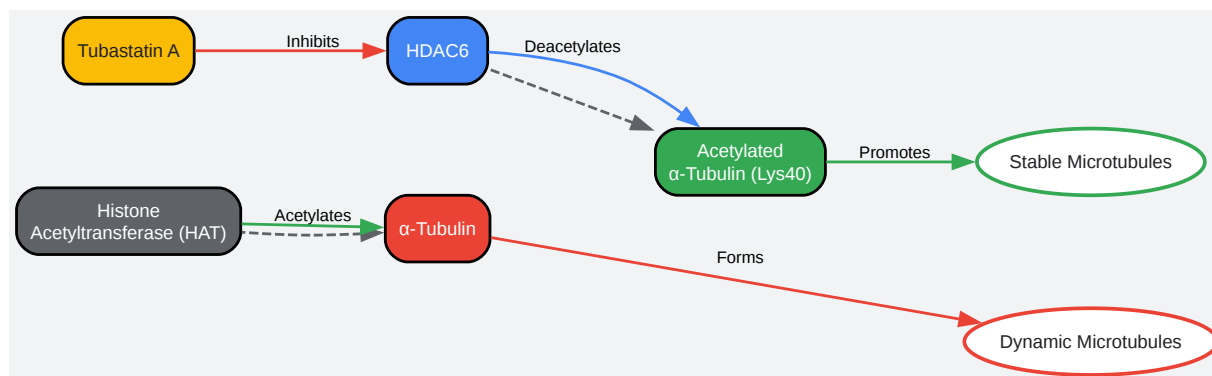 Tubastatin A
Inhibits
HDAC6
Deacetylates
Acetylated
α-Tubulin (Lys40)
Promotes
Stable Microtubules
Histone
Acetyltransferase (HAT)
Acetylates
α-Tubulin
Forms
Dynamic Microtubules